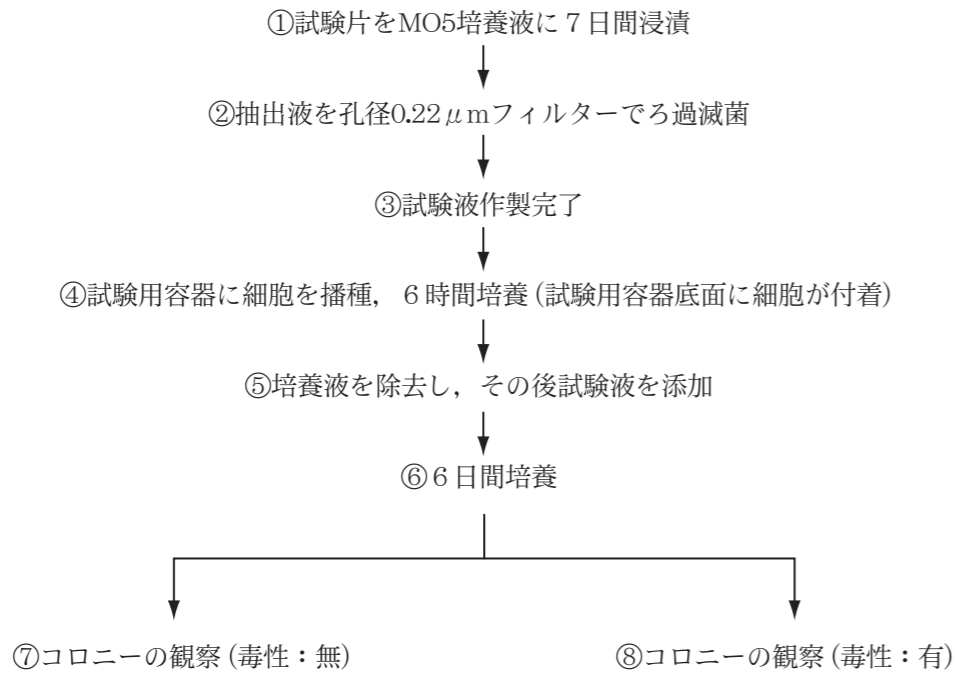 ①試験片をMO5培養液に7日間浸漬
②抽出液を孔径0.22μmフィルターでろ過滅菌
③試験液作製完了
④試験用容器に細胞を播種，6時間培養(試験用容器底面に細胞が付着)
⑤培養液を除去し，その後試験液を添加
⑥6日間培養
⑦コロニーの観察(毒性：無)
⑧コロニーの観察(毒性：有)